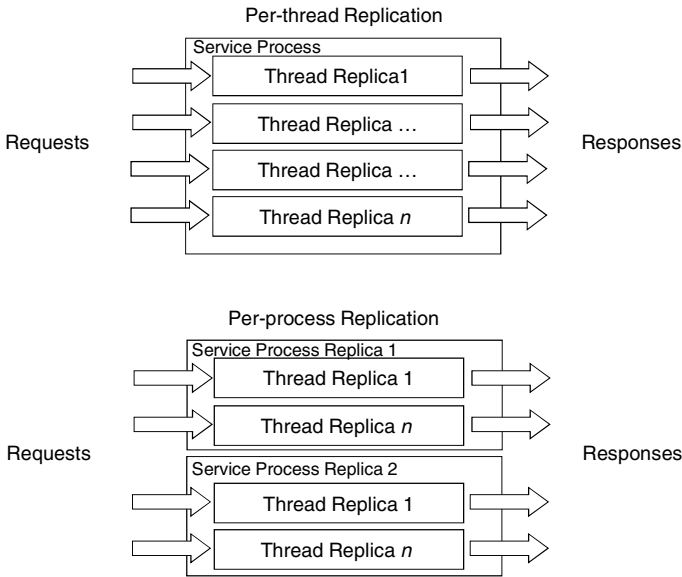 Per-thread Replication
Service Process
Thread Replica1
Thread Replica …
Requests
Responses
Thread Replica …
Thread Replica n
Per-process Replication
Service Process Replica 1
Thread Replica 1
Thread Replica n
Requests
Responses
Service Process Replica 2
Thread Replica 1
Thread Replica n